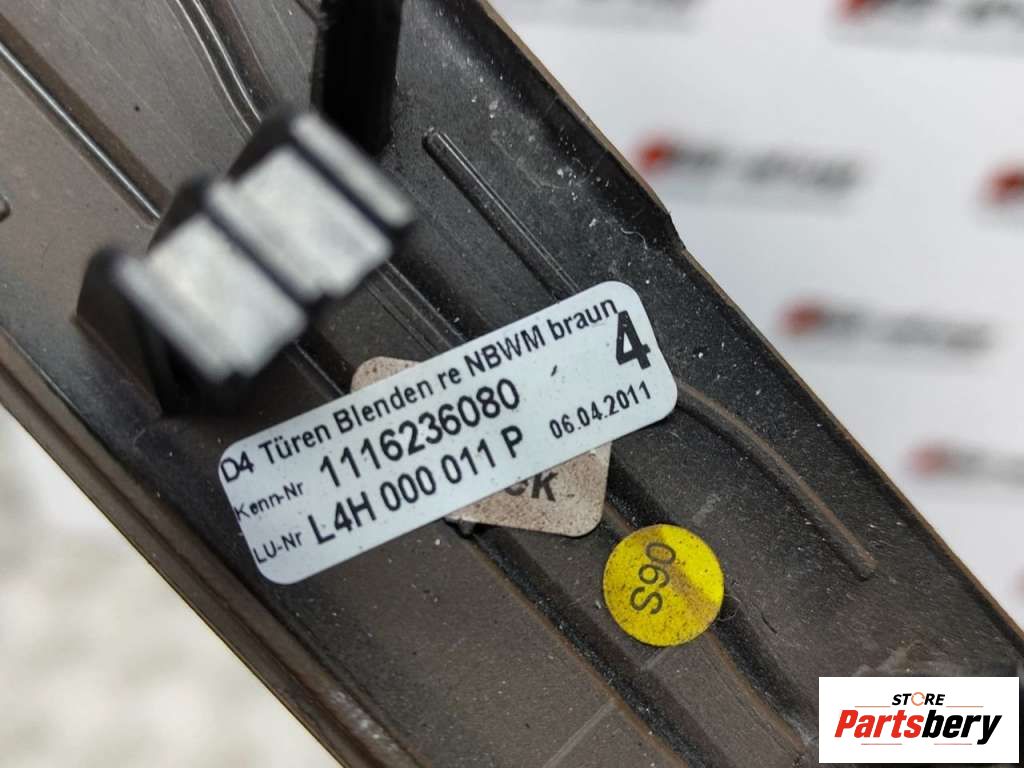 D4 Türen Blenden re NBWM braun
Kenn-Nr 1116236080 4
LU-Nr L4H 000 011 P 06.04.2011
S90
STORE
Partsbery